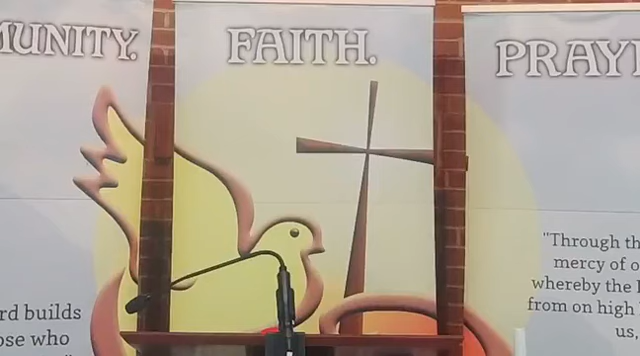 MUNITY.
FAITH.
PRAY
"Through th
mercy of o
whereby the
from on high
us,
rd builds
ose who